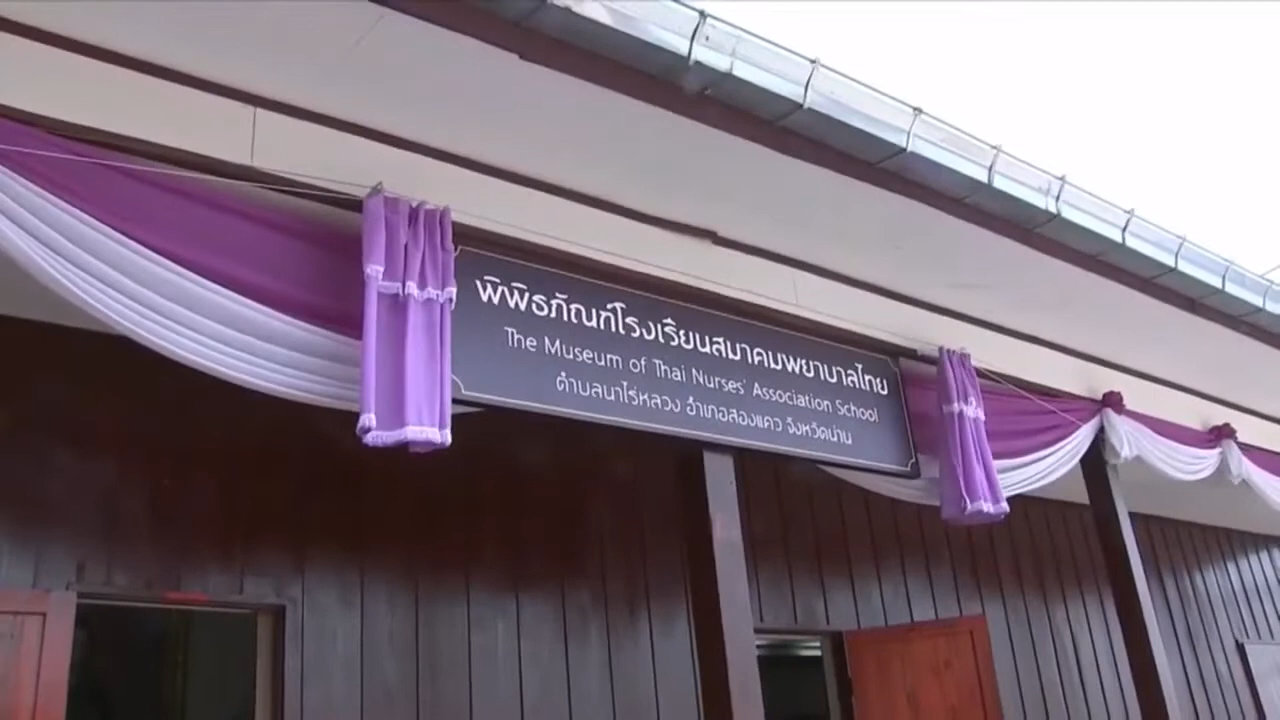 พิพิธภัณฑ์โรงเรียนสมาคมพยาบาลไทย
The Museum of Thai Nurses' Association School
ตำบลนาไร่หลวง อำเภอสองแคว จังหวัดน่าน